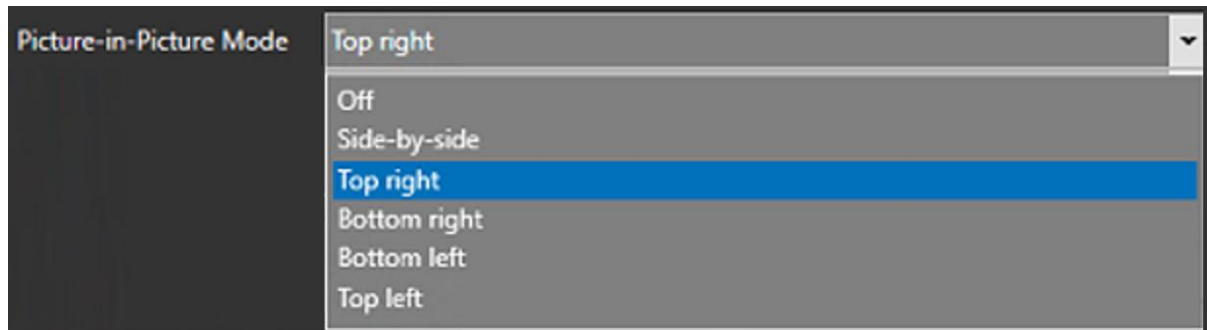 Picture-in-Picture Mode Top right
Off
Side-by-side
Top right
Bottom right
Bottom left
Top left